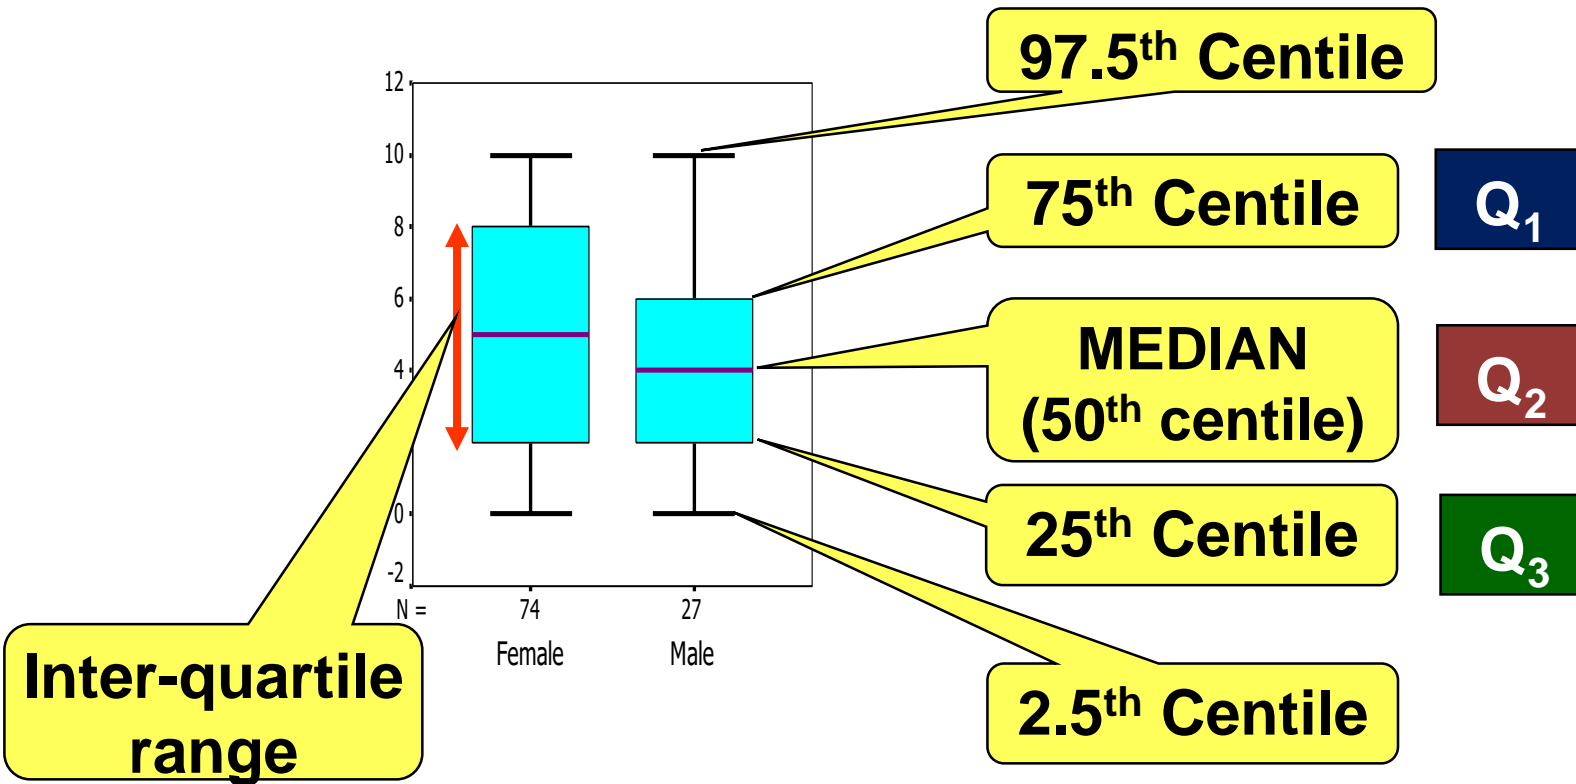 97.5th Centile
12
10
8
6
4
0
-2
75th Centile
Q1
MEDIAN
(50th centile)
Q2
25th Centile
Q3
2.5th Centile
N =
74
27
Female
Male
Inter-quartile
range